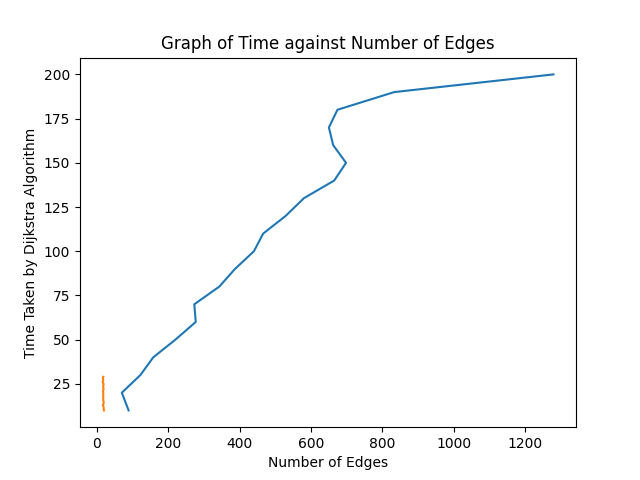 Graph of Time against Number of Edges
200
175
150
125
100
75
50
25
Time Taken by Dijkstra Algorithm
0 200 400 600 800 1000 1200
Number of Edges